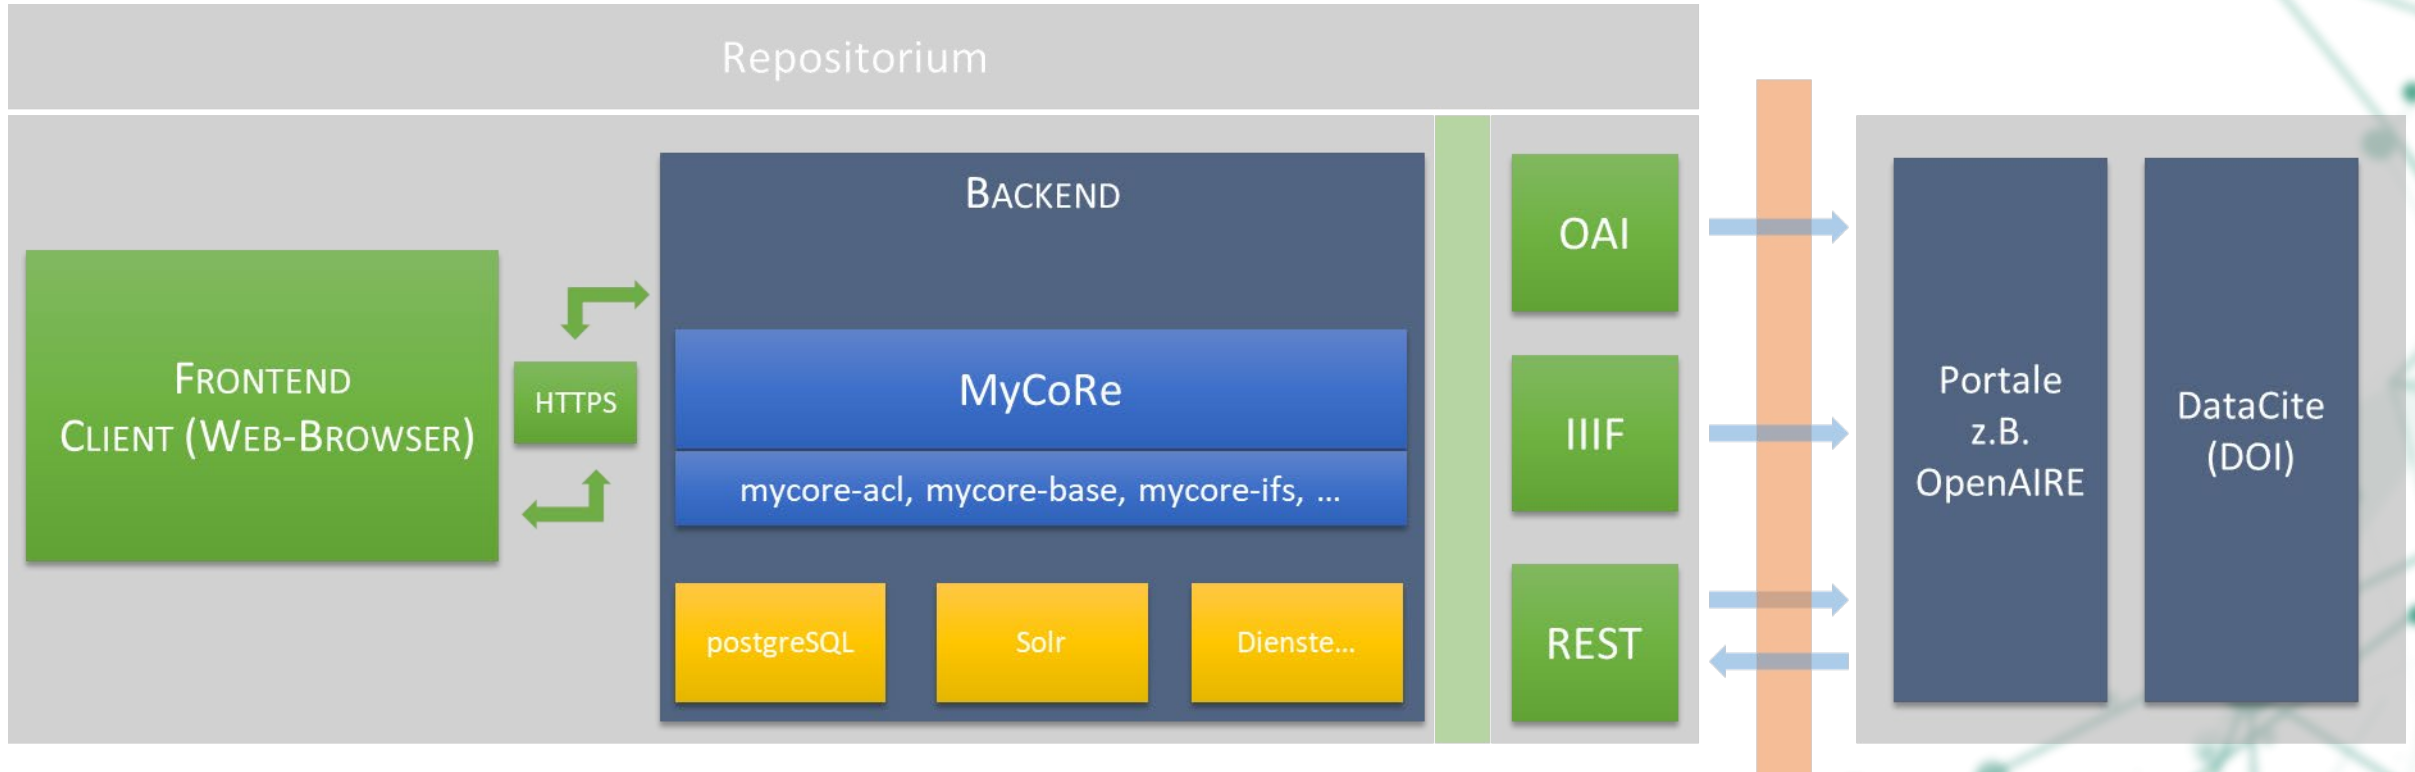 Repositorium
FRONTEND
CLIENT (WEB-BROWSER)
HTTPS
BACKEND
MyCoRe
mycore-acl, mycore-base, mycore-ifs, ...
postgreSQL
Solr
Dienste...
OAI
IIIF
REST
Portale
z.B.
OpenAIRE
DataCite
(DOI)